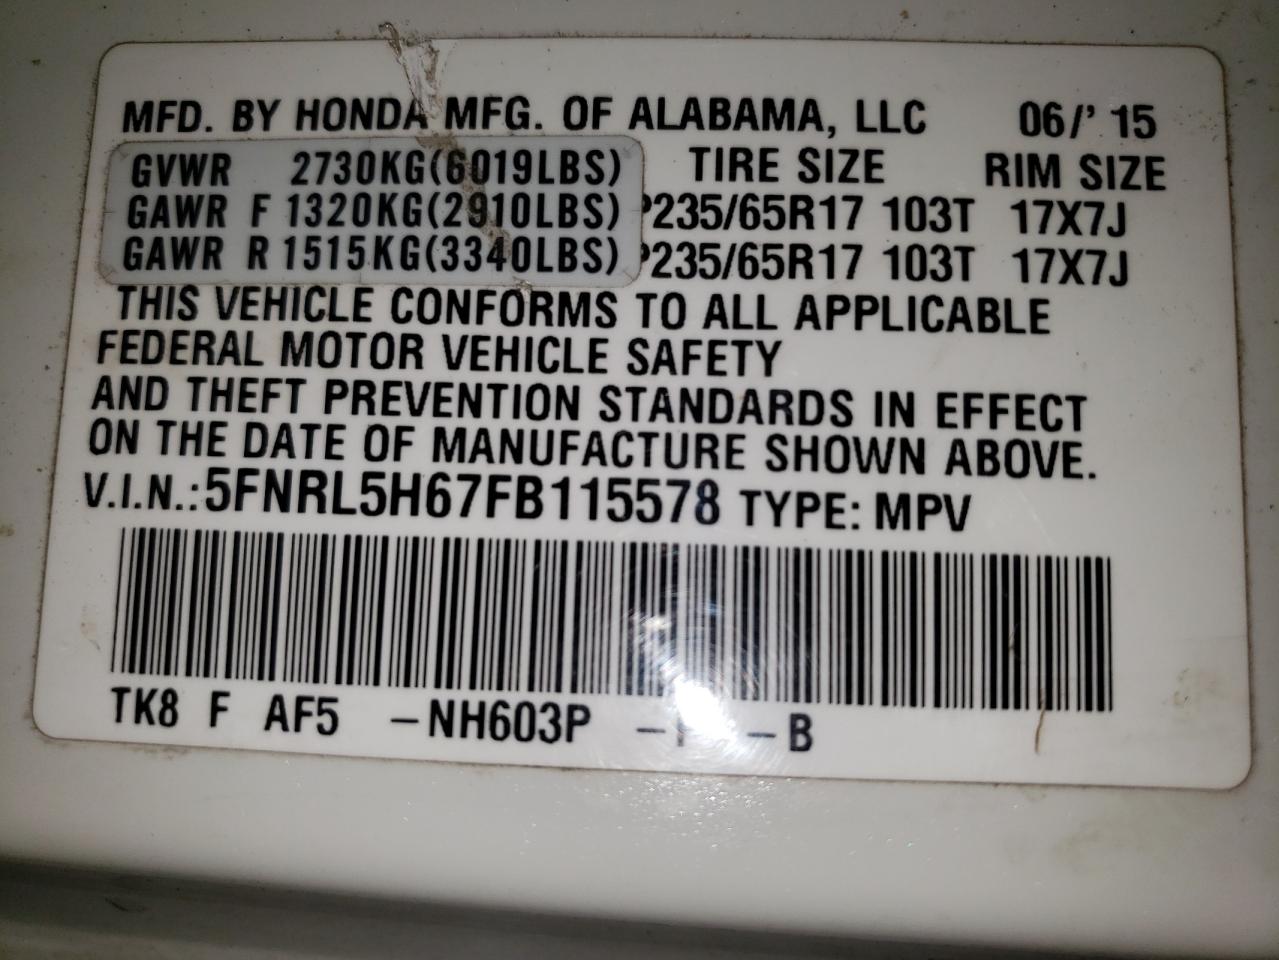 MFD. BY HONDA MFG. OF ALABAMA, LLC 06/' 15
GVWR 2730KG(6019LBS) TIRE SIZE RIM SIZE
GAWR F 1320KG(2910LBS) P235/65R17 103T 17X7J
GAWR R 1515KG(3340LBS) P235/65R17 103T 17X7J
THIS VEHICLE CONFORMS TO ALL APPLICABLE
FEDERAL MOTOR VEHICLE SAFETY
AND THEFT PREVENTION STANDARDS IN EFFECT
ON THE DATE OF MANUFACTURE SHOWN ABOVE.
V.I.N.:5FNRL5H67FB115578 TYPE: MPV
TK8 F AF5 –NH603P – –B